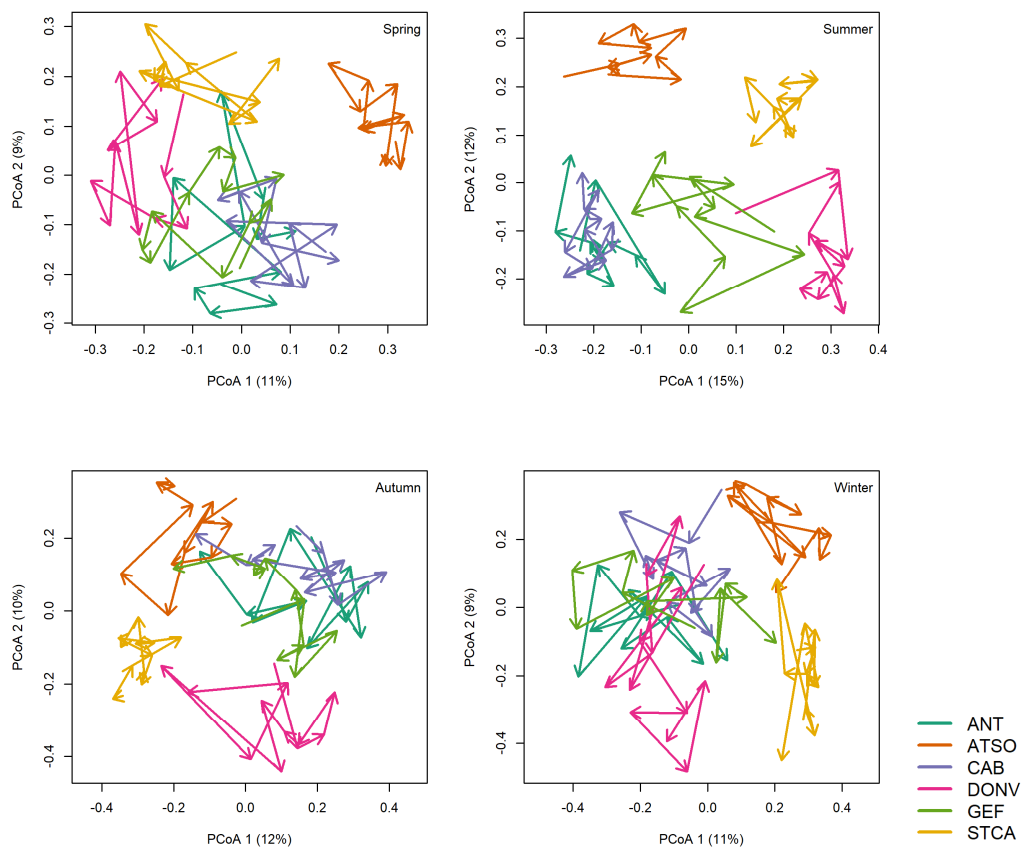 Spring
0.3
0.2
0.1
0.0
-0.1
-0.2
-0.3
PCoA 2 (9%)
-0.3 -0.2 -0.1 0.0 0.1 0.2 0.3
PCoA 1 (11%)
Summer
0.3
0.2
0.1
0.0
-0.1
-0.2
PCoA 2 (12%)
-0.3 -0.2 -0.1 0.0 0.1 0.2 0.3 0.4
PCoA 1 (15%)
Autumn
0.2
0.0
-0.2
-0.4
PCoA 2 (10%)
-0.4 -0.2 0.0 0.2 0.4
PCoA 1 (12%)
Winter
0.2
0.0
-0.2
-0.4
PCoA 2 (9%)
-0.4 -0.2 0.0 0.2 0.4
PCoA 1 (11%)
ANT
ATSO
CAB
DONV
GEF
STCA